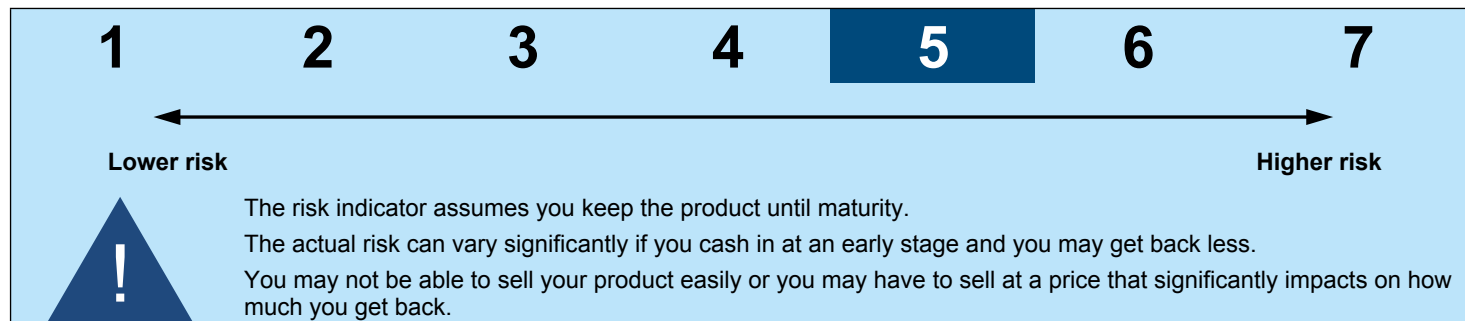 1 2 3 4 5 6 7
Lower risk Higher risk
!
The risk indicator assumes you keep the product until maturity.
The actual risk can vary significantly if you cash in at an early stage and you may get back less.
You may not be able to sell your product easily or you may have to sell at a price that significantly impacts on how
much you get back.